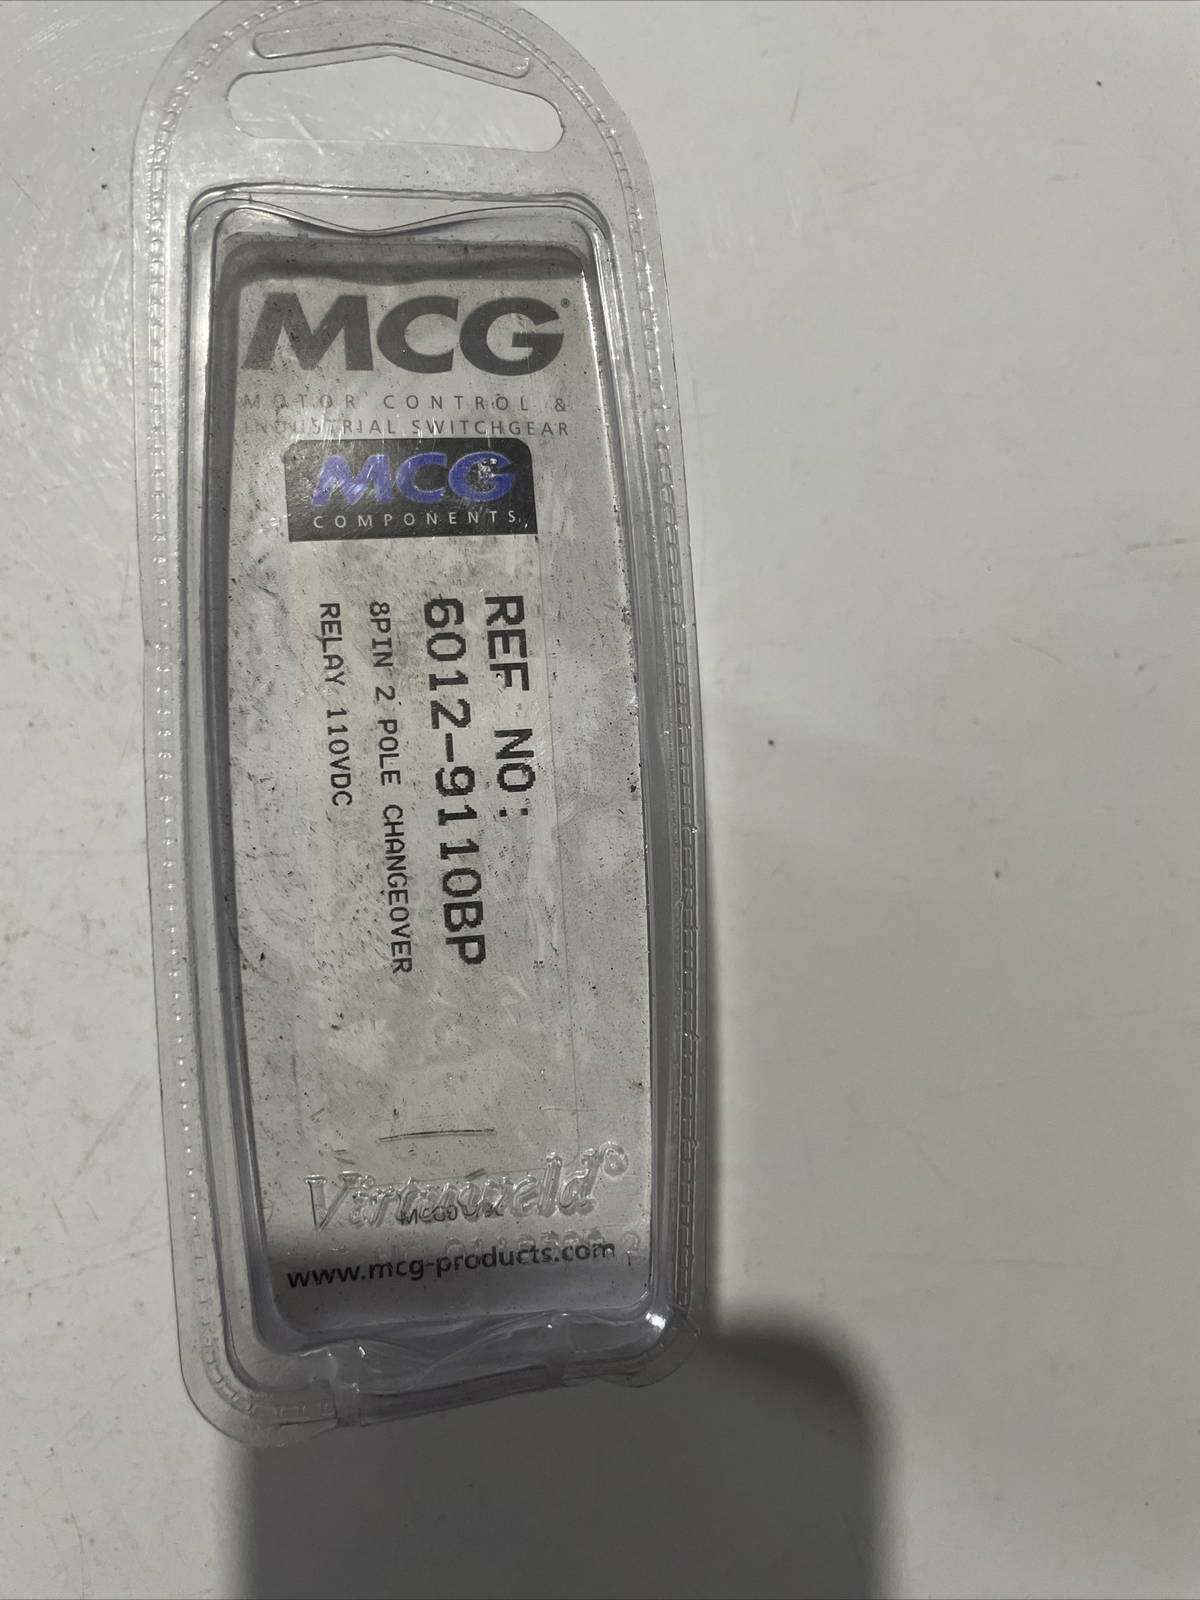 MCG®
MOTOR CONTROL &
INDUSTRIAL SWITCHGEAR
MCG
COMPONENTS
REF NO:
6012-9110BP
8PIN 2 POLE CHANGEOVER
RELAY 110VDC
Viruweld®
www.mcg-products.com